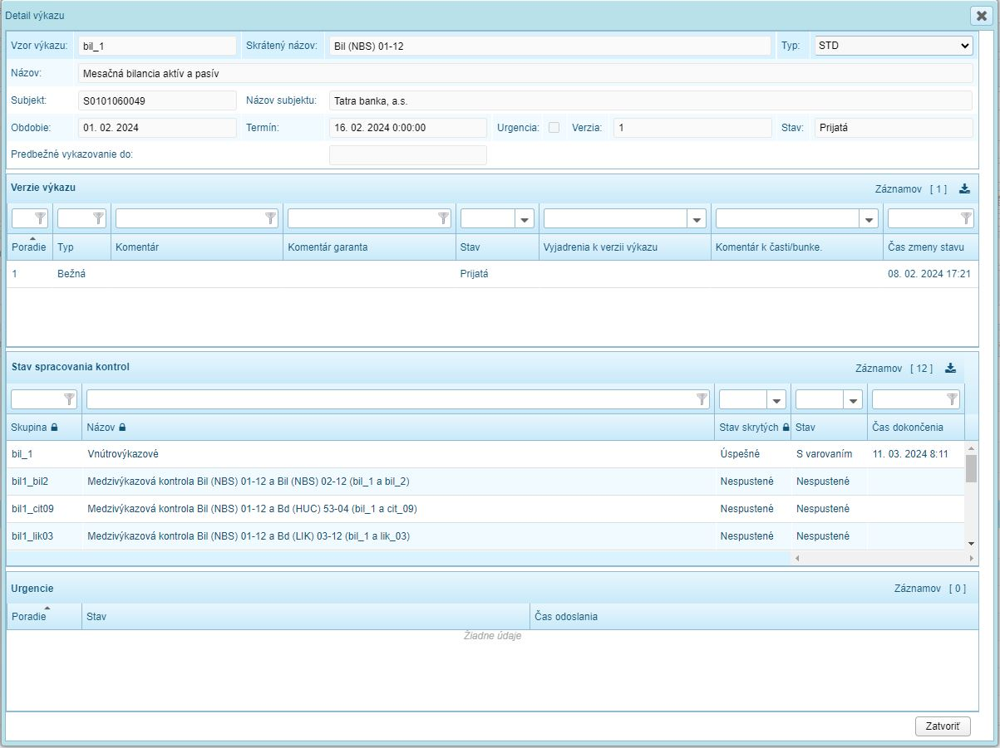 Detail výkazu
Vzor výkazu: bil_1 Skrátený názov: Bil (NBS) 01-12 Typ: STD
Názov: Mesačná bilancia aktív a pasív
Subjekt: S0101060049 Názov subjektu: Tatra banka, a.s.
Obdobie: 01. 02. 2024 Termín: 16. 02. 2024 0:00:00 Urgencia: Verzia: 1 Stav: Prijatá
Predbežné vykazovanie do:
Verzie výkazu Záznamov [ 1 ]
Poradie Typ Komentár Komentár garanta Stav Vyjadrenia k verzii výkazu Komentár k časti/bunke. Čas zmeny stavu
1 Bežná Prijatá 08. 02. 2024 17:21
Stav spracovania kontrol Záznamov [ 12 ]
Skupina Názov Stav skrytých Stav Čas dokončenia
bil_1 Vnútrovýkazové Úspešné S varovaním 11. 03. 2024 8:11
bil1_bil2 Medzivýkazová kontrola Bil (NBS) 01-12 a Bil (NBS) 02-12 (bil_1 a bil_2) Nespustené Nespustené
bil1_cit09 Medzivýkazová kontrola Bil (NBS) 01-12 a Bd (HUC) 53-04 (bil_1 a cit_09) Nespustené Nespustené
bil1_lik03 Medzivýkazová kontrola Bil (NBS) 01-12 a Bd (LIK) 03-12 (bil_1 a lik_03) Nespustené Nespustené
Urgencie Záznamov [ 0 ]
Poradie Stav Čas odoslania
Žiadne údaje
Zatvoriť